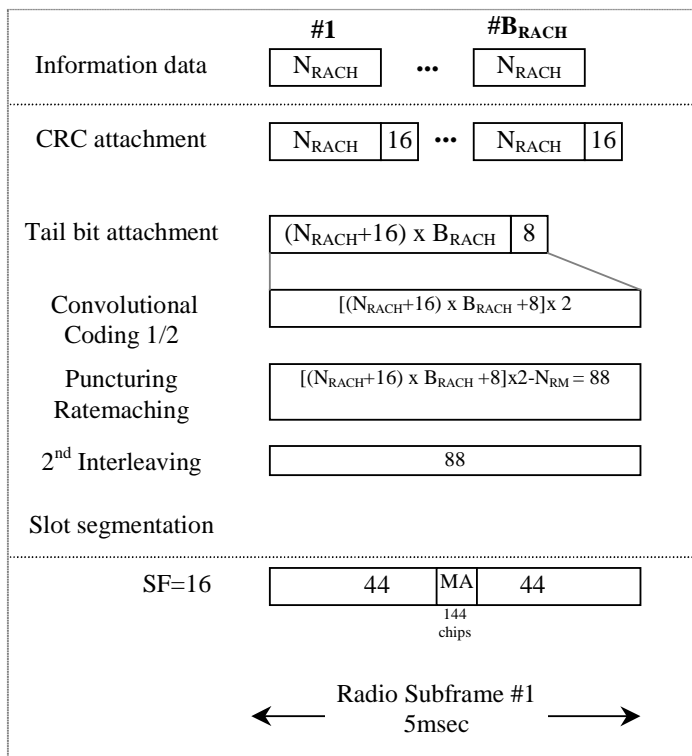 #1 #B_RACH
Information data N_RACH ••• N_RACH
CRC attachment N_RACH 16 ••• N_RACH 16
Tail bit attachment (N_RACH+16) x B_RACH 8
Convolutional
Coding 1/2
[(N_RACH+16) x B_RACH +8]x 2
Puncturing
Ratemaching
[(N_RACH+16) x B_RACH +8]x2-N_RM = 88
2nd Interleaving 88
Slot segmentation
SF=16 44 MA 44
144
chips
Radio Subframe #1
5msec